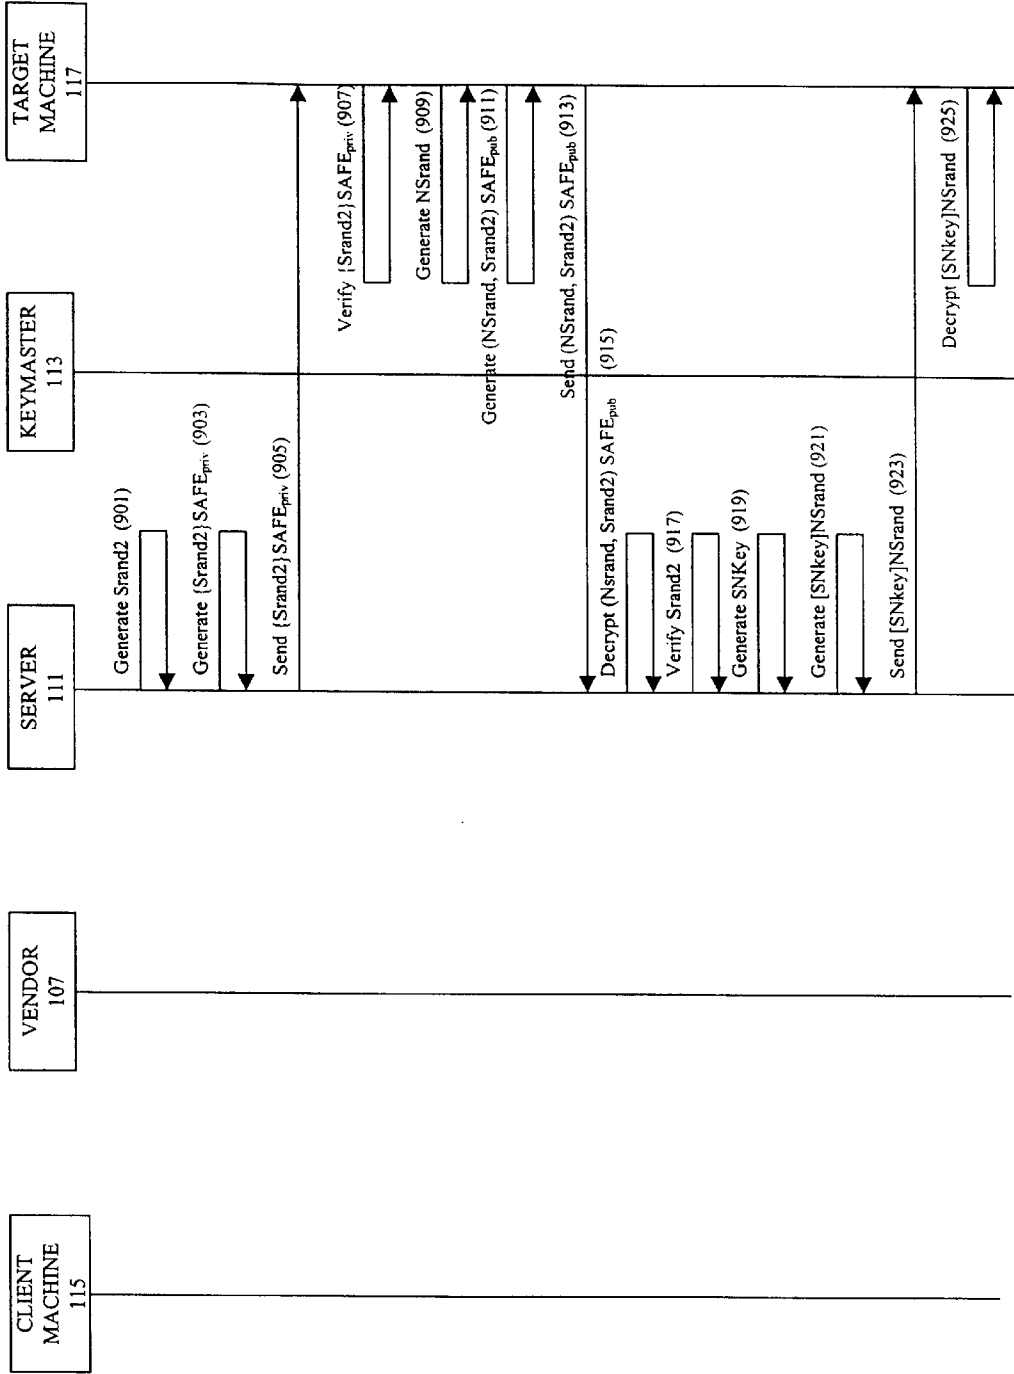 CLIENT
MACHINE
115
VENDOR
107
SERVER
111
KEYMASTER
113
TARGET
MACHINE
117
Generate Srand2 (901)
Generate {Srand2}SAFEpriv (903)
Send {Srand2}SAFEpriv (905)
Verify {Srand2}SAFEpriv (907)
Generate NSrand (909)
Generate (NSrand, Srand2) SAFEpub (911)
Send (NSrand, Srand2) SAFEpub (913)
Decrypt (Nsrand, Srand2) SAFEpub (915)
Verify Srand2 (917)
Generate SNKey (919)
Generate [SNkey]NSrand (921)
Send [SNkey]NSrand (923)
Decrypt [SNkey]NSrand (925)